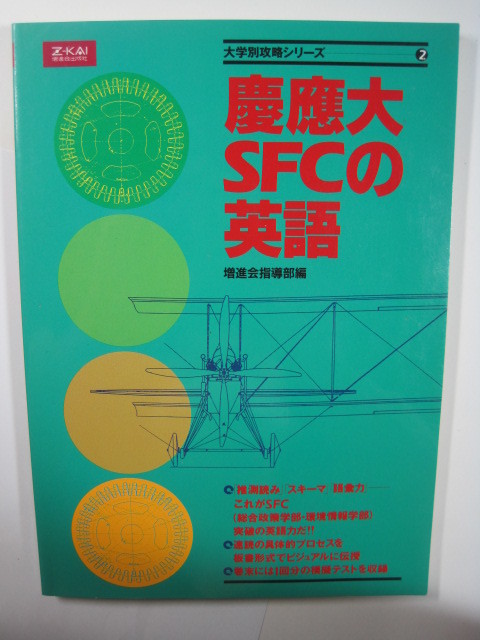 Z-KAI
増進会出版社
大学別攻略シリーズ 2
慶應大
SFCの
英語
増進会指導部編
「推測読み」「スキーマ」「語彙力」
これがSFC
(総合政策学部・環境情報学部)
突破の英語力だ!!
速読の具体的プロセスを
板書形式でビジュアルに伝授
巻末には1回分の模擬テストを収録